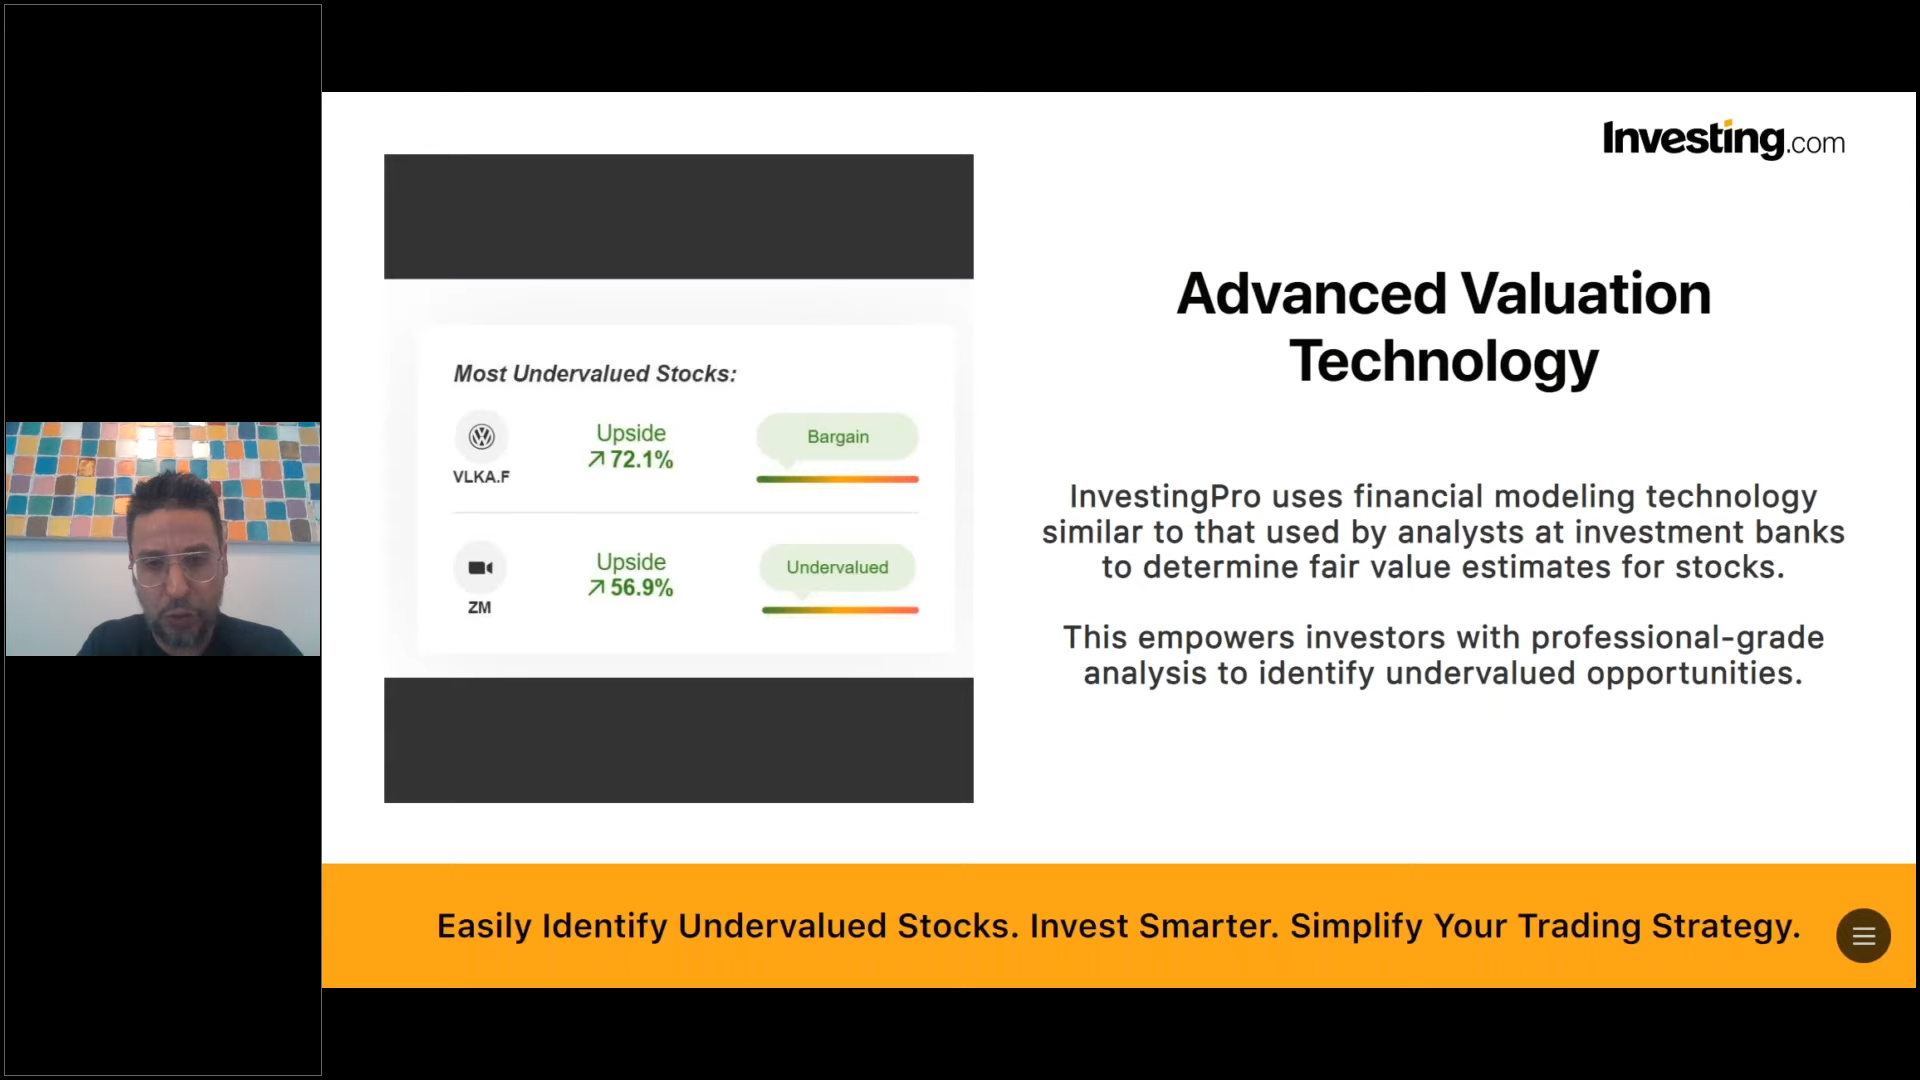 Investing.com
Most Undervalued Stocks:
VLKA.F
Upside
72.1%
Bargain
ZM
Upside
56.9%
Undervalued
Advanced Valuation
Technology
InvestingPro uses financial modeling technology
similar to that used by analysts at investment banks
to determine fair value estimates for stocks.
This empowers investors with professional-grade
analysis to identify undervalued opportunities.
Easily Identify Undervalued Stocks. Invest Smarter. Simplify Your Trading Strategy.